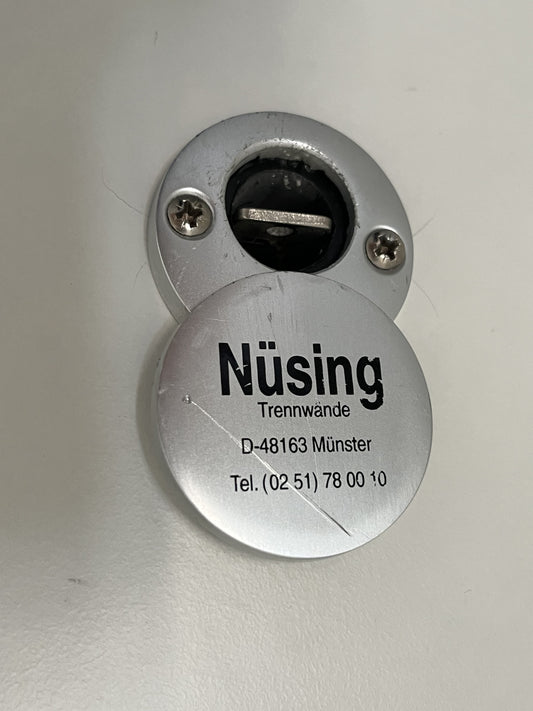 Nüsing
Trennwände
D-48163 Münster
Tel. (02 51) 78 00 10